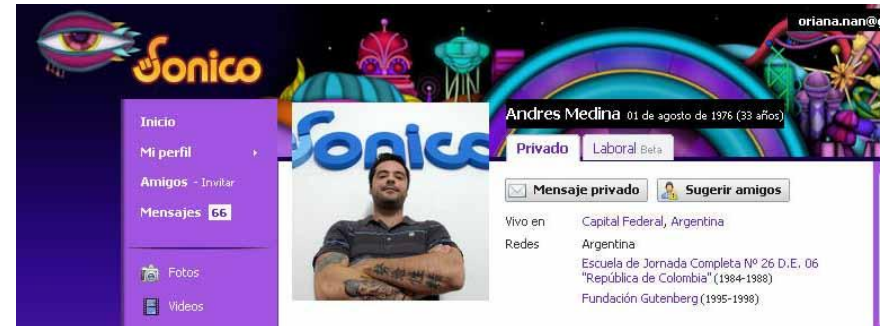 oriana.nan@g
Sonico
Andres Medina 01 de agosto de 1976 (33 años)
Inicio
Mi perfil
Amigos - Invitar
Mensajes 66
Fotos
Videos
Sonico
Privado Laboral Beta
Mensaje privado Sugerir amigos
Vivo en Capital Federal, Argentina
Redes Argentina
Escuela de Jornada Completa Nº 26 D.E. 06
"República de Colombia" (1984-1988)
Fundación Gutenberg (1995-1998)